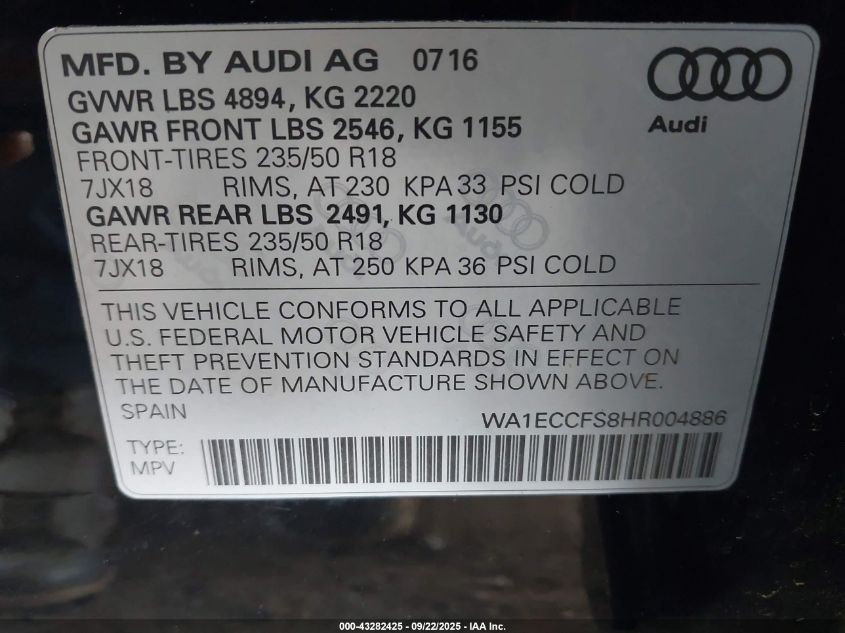 MFD. BY AUDI AG 0716
GVWR LBS 4894, KG 2220
GAWR FRONT LBS 2546, KG 1155
Audi
FRONT-TIRES 235/50 R18
7JX18 RIMS, AT 230 KPA 33 PSI COLD
GAWR REAR LBS 2491, KG 1130
REAR-TIRES 235/50 R18
7JX18 RIMS, AT 250 KPA 36 PSI COLD
THIS VEHICLE CONFORMS TO ALL APPLICABLE
U.S. FEDERAL MOTOR VEHICLE SAFETY AND
THEFT PREVENTION STANDARDS IN EFFECT ON
THE DATE OF MANUFACTURE SHOWN ABOVE.
SPAIN WA1ECCFS8HR004886
TYPE:
MPV
000-43282425 - 09/22/2025 - IAA Inc.